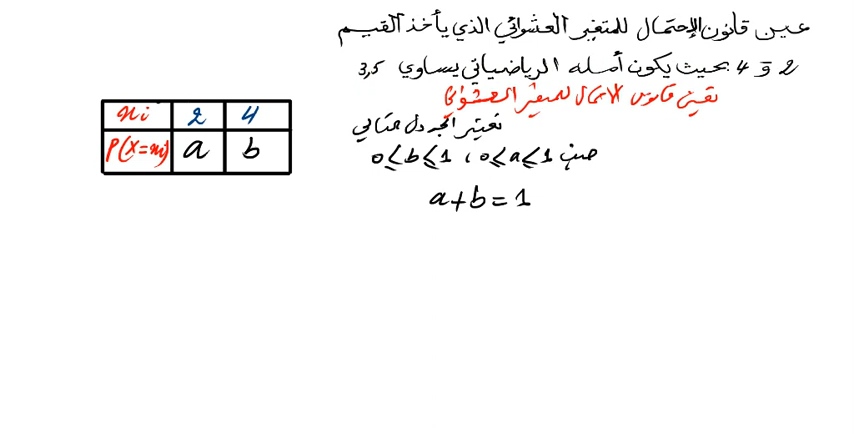 عين قانون الإحتمال للمتغير العشوائي الذي يأخذ القيم
2 و 4 بحيث يكون أمله الرياضياتي يساوي 3,5
تعيين قانون الاحتمال للمتغير العشوائي
نعتبر الجدول التالي
حيث 0≤a≤1 ، 0≤b≤1
a+b=1
xi 2 4
P(X=xi) a b